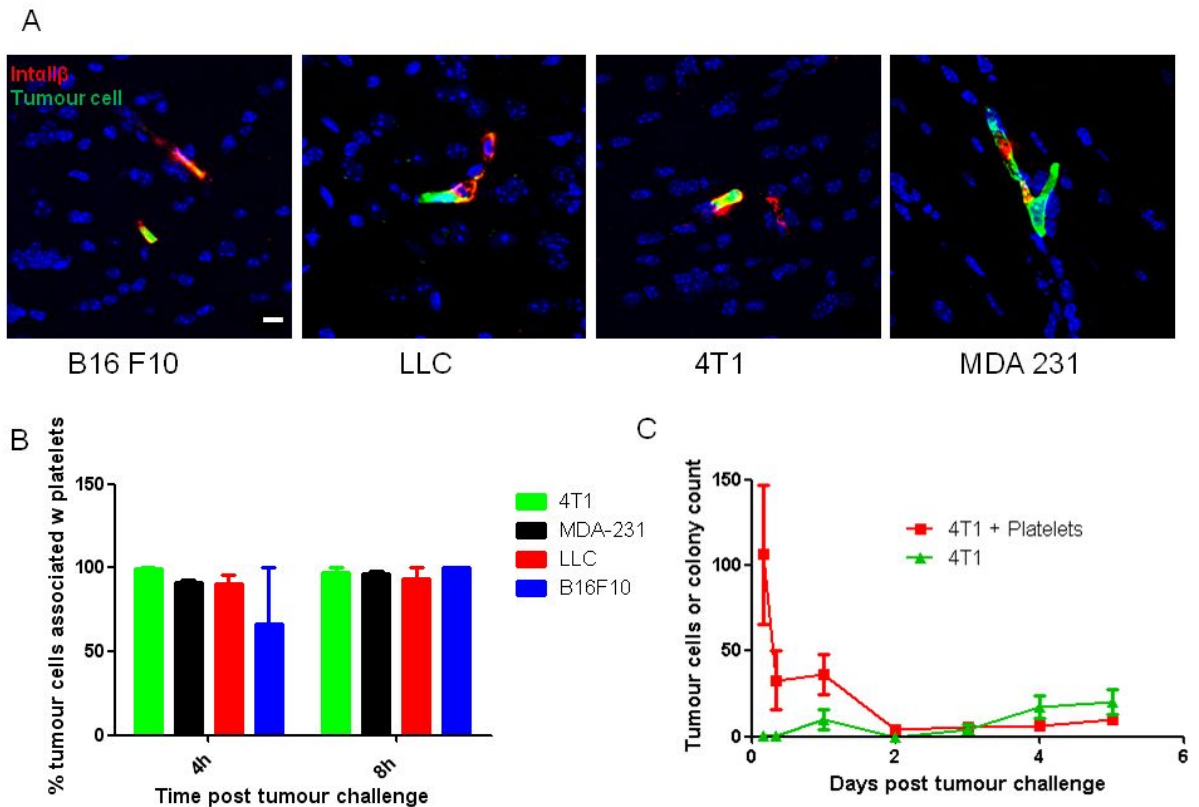 A
IntαIIβ
Tumour cell
B16 F10
LLC
4T1
MDA 231
B
% tumour cells associated w platelets
150
100
50
0
4h
8h
Time post tumour challenge
4T1
MDA-231
LLC
B16F10
C
Tumour cells or colony count
150
100
50
0
0
2
4
6
Days post tumour challenge
4T1 + Platelets
4T1